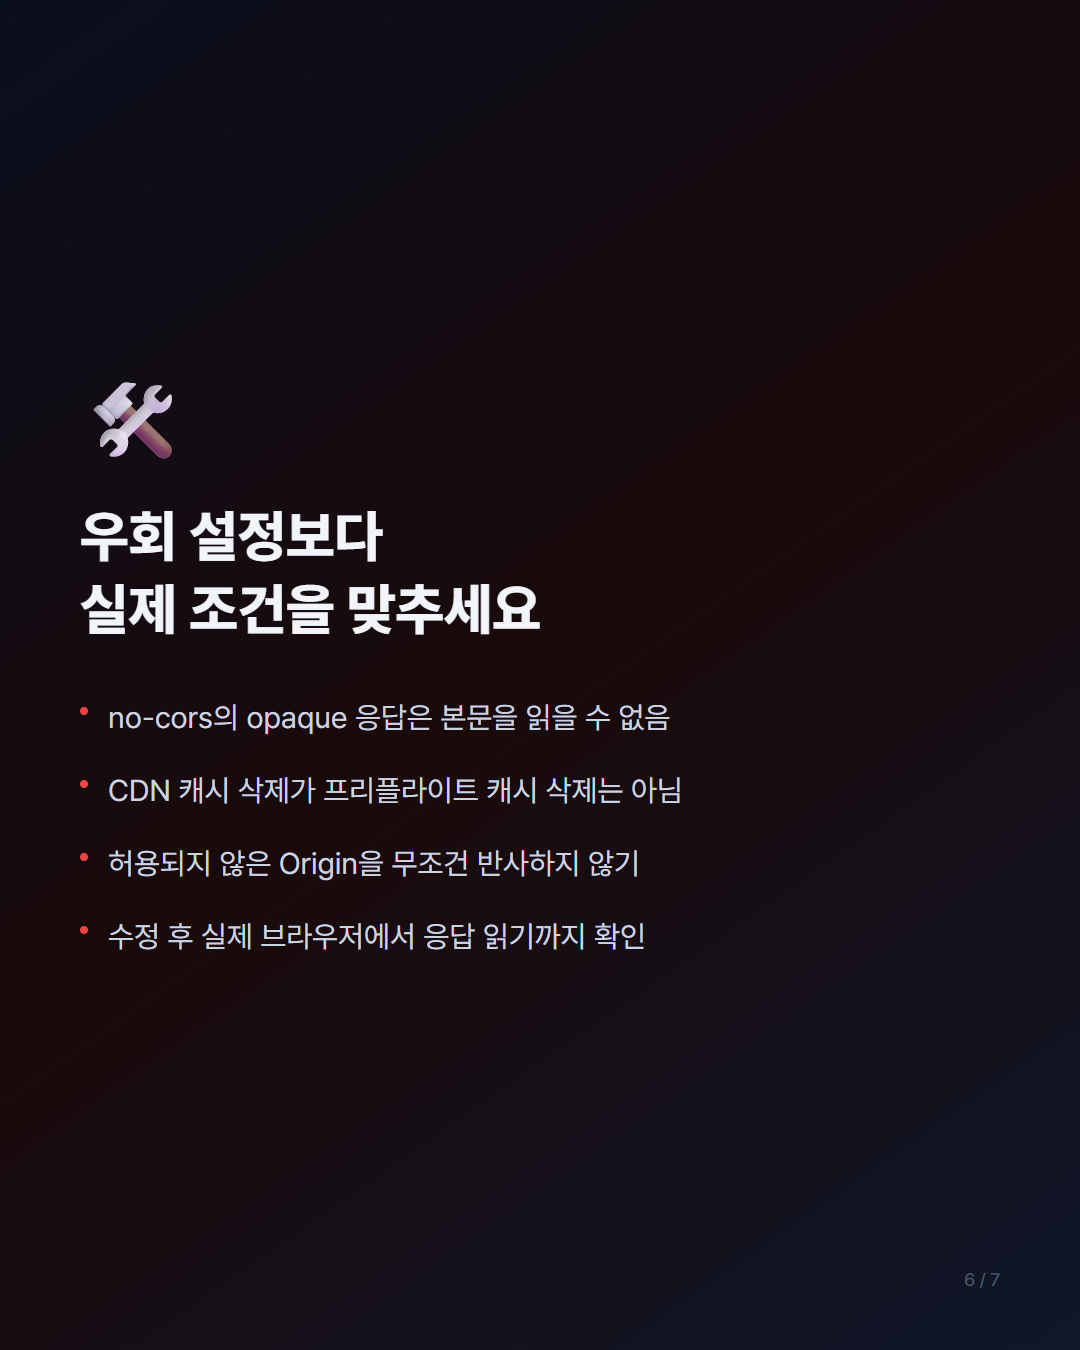 우회 설정보다
실제 조건을 맞추세요
• no-cors의 opaque 응답은 본문을 읽을 수 없음
• CDN 캐시 삭제가 프리플라이트 캐시 삭제는 아님
• 허용되지 않은 Origin을 무조건 반사하지 않기
• 수정 후 실제 브라우저에서 응답 읽기까지 확인
6 / 7